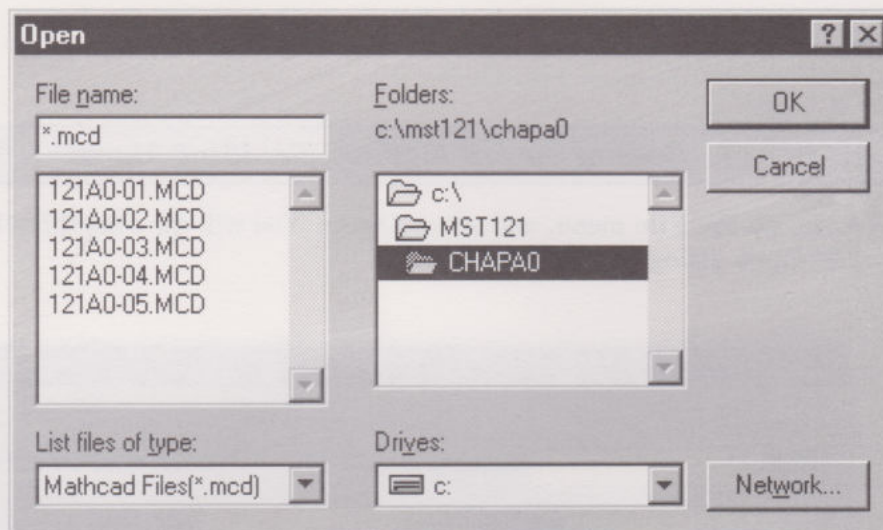 Open
File name:
*.mcd
121A0-01.MCD
121A0-02.MCD
121A0-03.MCD
121A0-04.MCD
121A0-05.MCD
List files of type:
Mathcad Files(*.mcd)
Folders:
c:\mst121\chapa0
c:\
MST121
CHAPA0
Drives:
c:
OK
Cancel
Network...